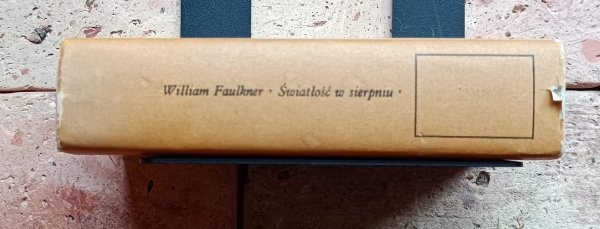 William Faulkner · Światłość w sierpniu ·